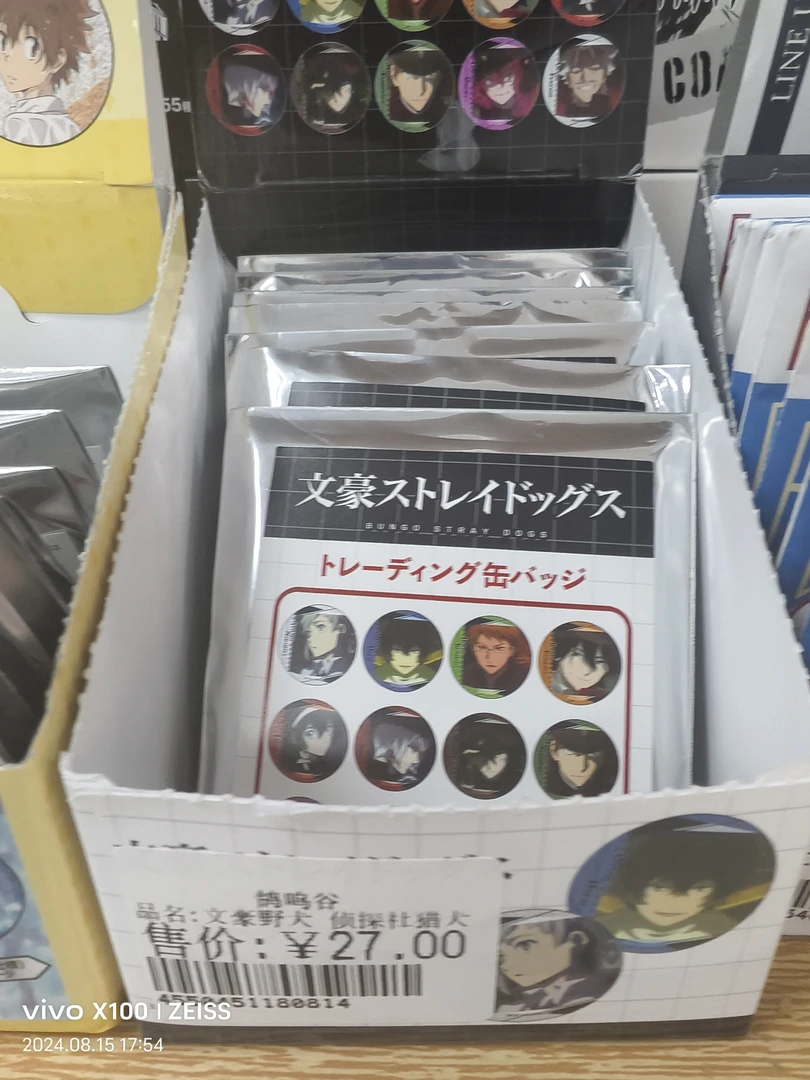 LINE
文豪ストレイドッグス
BUNGO STRAY DOGS
トレーディング缶バッジ
鹄鸣谷
品名:文豪野犬 侦探社猎犬
售价:￥27.00
vivo X100 | ZEISS
2024.08.15 17:54